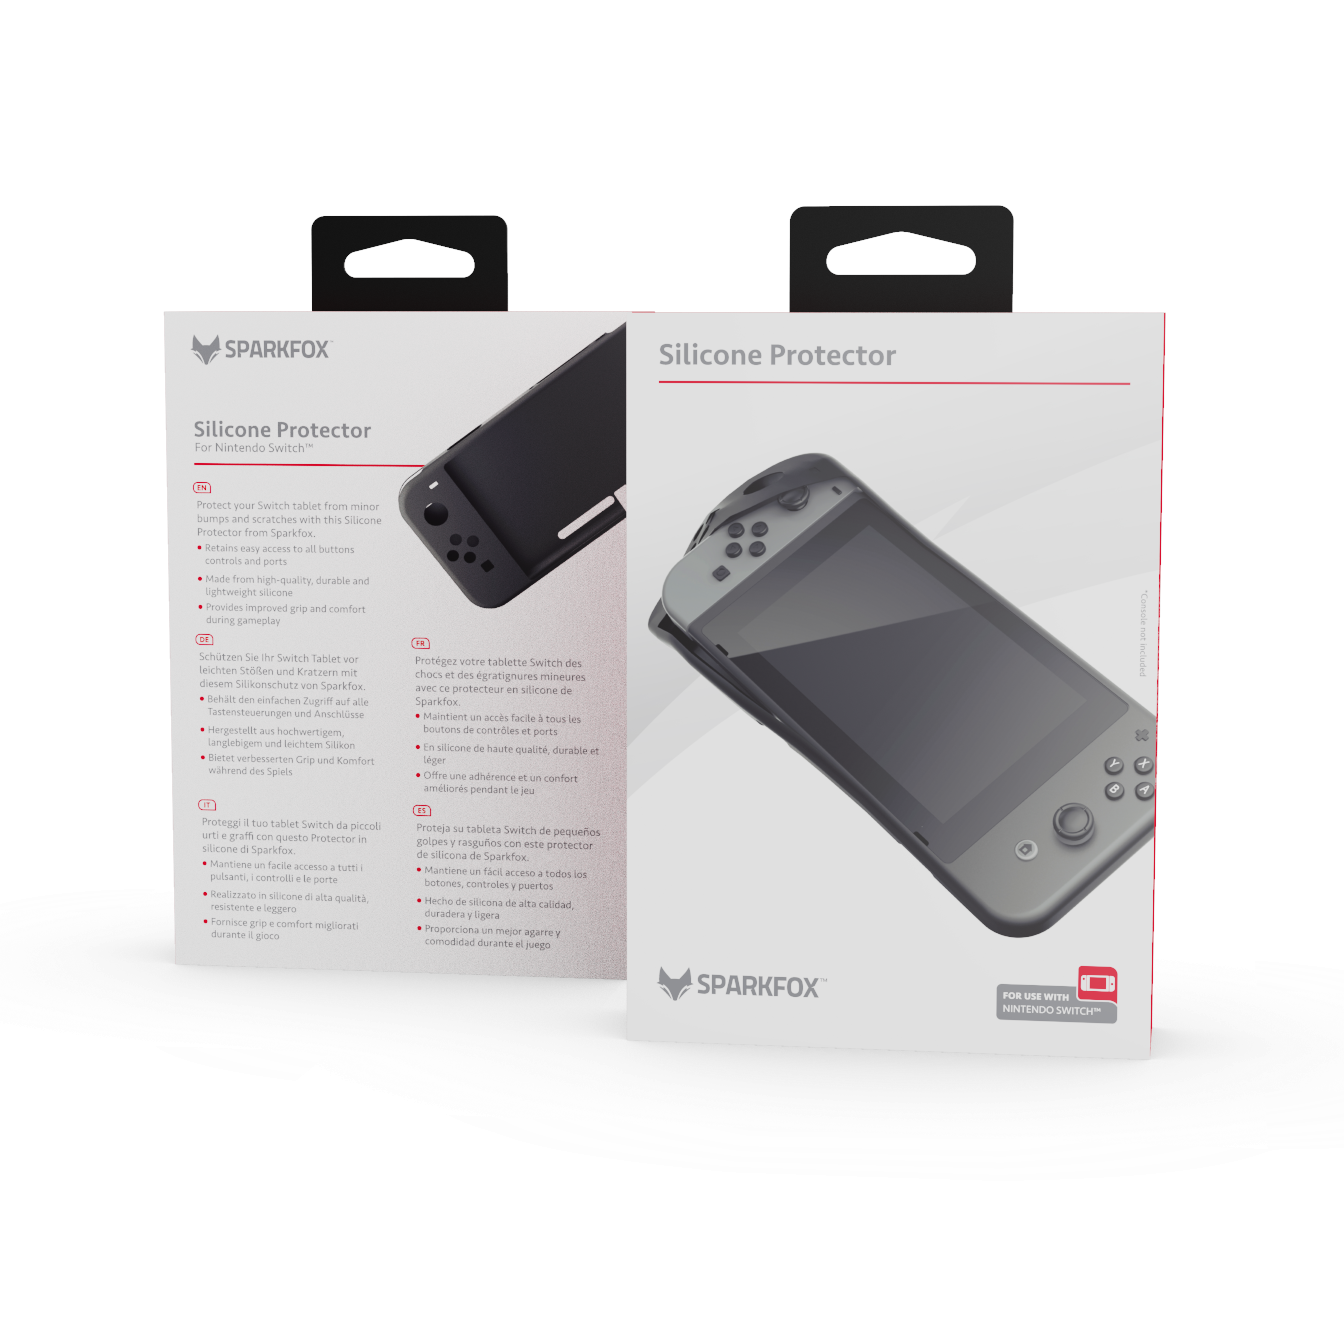 SPARKFOX™
Silicone Protector
For Nintendo Switch™
EN
Protect your Switch tablet from minor
bumps and scratches with this Silicone
Protector from Sparkfox.
• Retains easy access to all buttons
controls and ports
• Made from high-quality, durable and
lightweight silicone
• Provides improved grip and comfort
during gameplay
DE
Schützen Sie Ihr Switch Tablet vor
leichten Stößen und Kratzern mit
diesem Silikonschutz von Sparkfox.
• Behält den einfachen Zugriff auf alle
Tastensteuerungen und Anschlüsse
• Hergestellt aus hochwertigem,
langlebigem und leichtem Silikon
• Bietet verbesserten Grip und Komfort
während des Spiels
IT
Proteggi il tuo tablet Switch da piccoli
urti e graffi con questo Protector in
silicone di Sparkfox.
• Mantiene un facile accesso a tutti i
pulsanti, i controlli e le porte
• Realizzato in silicone di alta qualità,
resistente e leggero
• Fornisce grip e comfort migliorati
durante il gioco
FR
Protégez votre tablette Switch des
chocs et des égratignures mineures
avec ce protecteur en silicone de
Sparkfox.
• Maintient un accès facile à tous les
boutons de contrôles et ports
• En silicone de haute qualité, durable et
léger
• Offre une adhérence et un confort
améliorés pendant le jeu
ES
Proteja su tableta Switch de pequeños
golpes y rasguños con este protector
de silicona de Sparkfox.
• Mantiene un fácil acceso a todos los
botones, controles y puertos
• Hecho de silicona de alta calidad,
duradera y ligera
• Proporciona un mejor agarre y
comodidad durante el juego
Silicone Protector
*Console not included
Y
X
B
A
SPARKFOX™
FOR USE WITH
NINTENDO SWITCH™